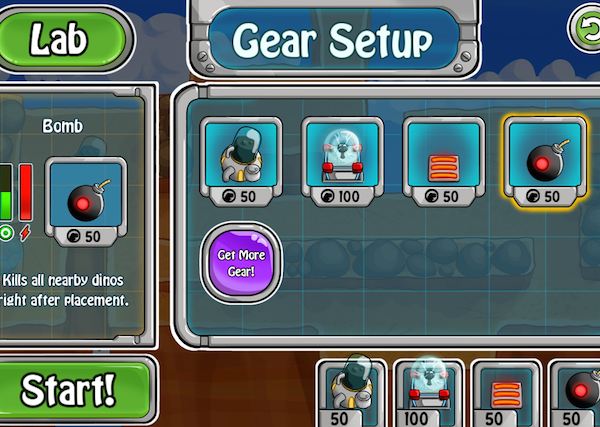 Lab
Gear Setup
Bomb
50
Kills all nearby dinos
right after placement.
50
100
50
50
Get More
Gear!
Start!
50
100
50
50